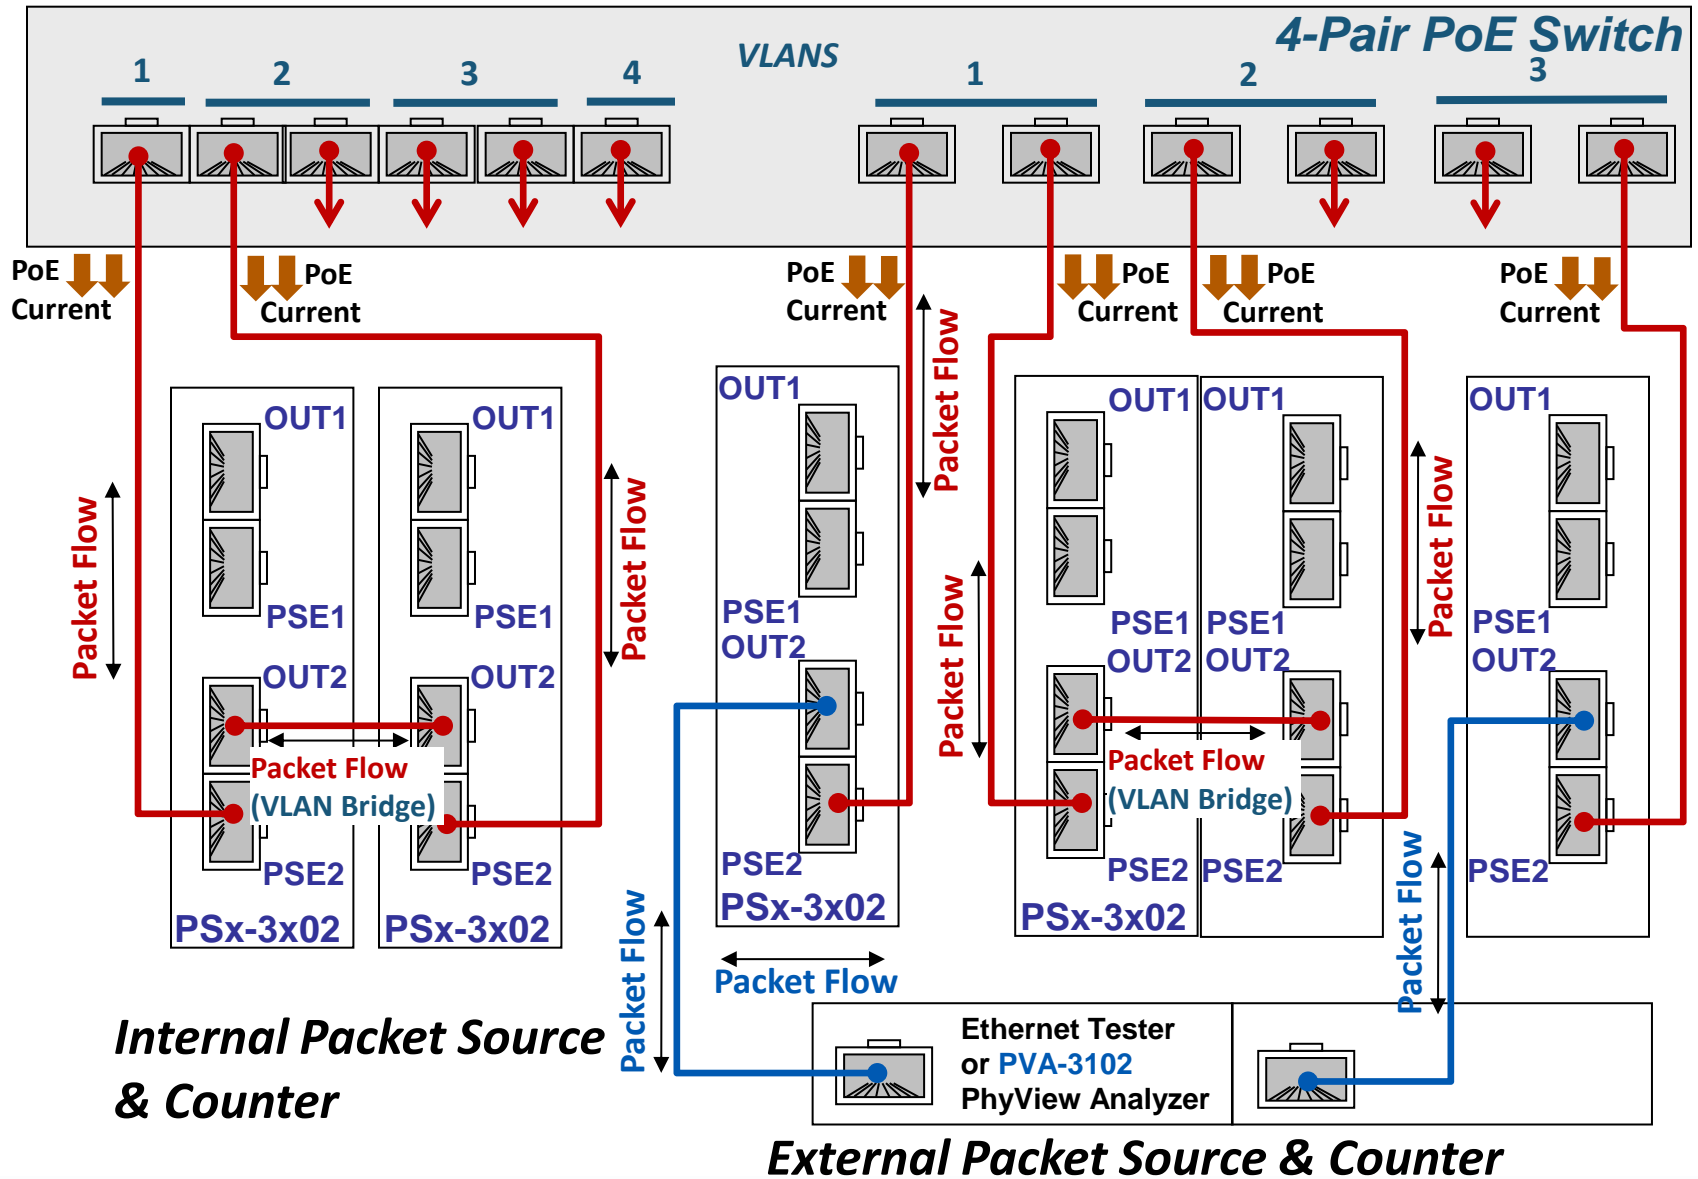 4-Pair PoE Switch
VLANS
1
2
3
4
1
2
3
PoE
Current
PoE
Current
PoE
Current
PoE
Current
PoE
Current
PoE
Current
Packet Flow
OUT1
PSE1
OUT2
PSE2
PSx-3x02
OUT1
PSE1
OUT2
PSE2
PSx-3x02
Packet Flow
(VLAN Bridge)
Packet Flow
Packet Flow
OUT1
PSE1
OUT2
PSE2
PSx-3x02
Packet Flow
Packet Flow
Packet Flow
OUT1
PSE1
OUT2
PSE2
PSx-3x02
OUT1
PSE1
OUT2
PSE2
Packet Flow
(VLAN Bridge)
Packet Flow
Packet Flow
OUT1
PSE1
OUT2
PSE2
Packet Flow
Ethernet Tester
or PVA-3102
PhyView Analyzer
Internal Packet Source
& Counter
External Packet Source & Counter